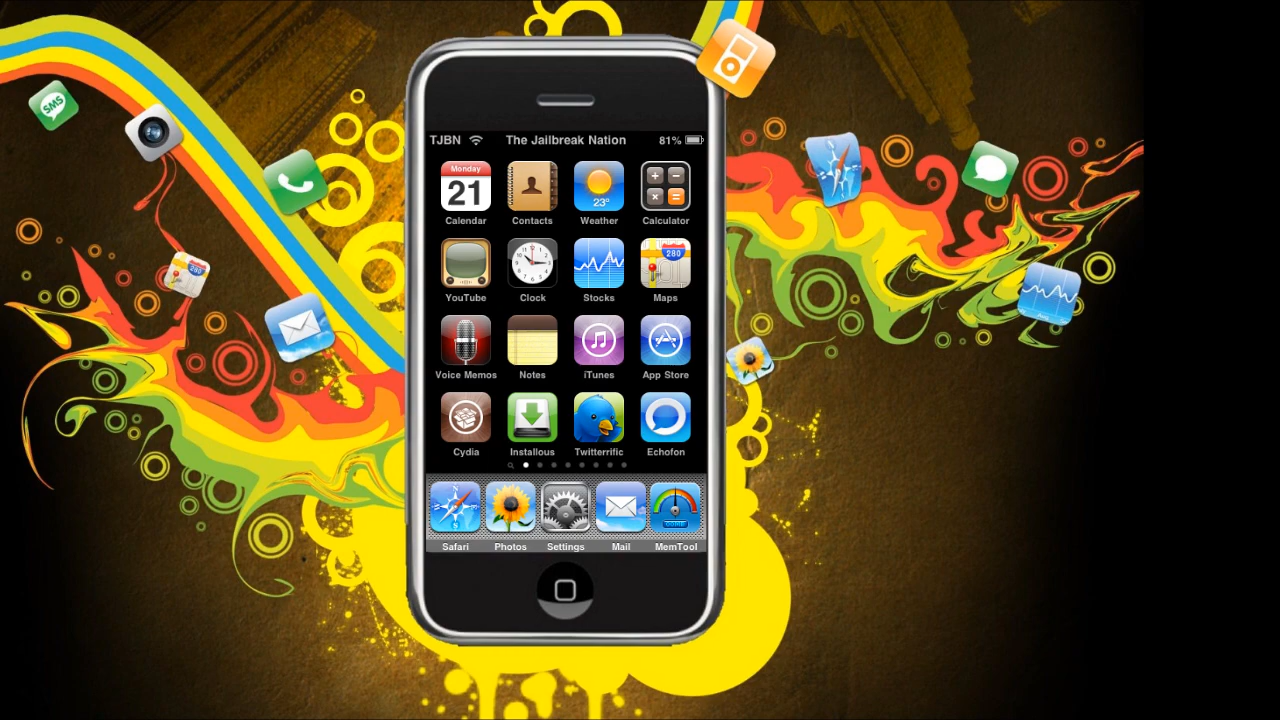 SMS
TJBN The Jailbreak Nation 81%
Monday
21
23°
Calendar Contacts Weather Calculator
280
YouTube Clock Stocks Maps
280
Voice Memos Notes iTunes App Store
Cydia Installous Twitterrific Echofon
N
S
Safari Photos Settings Mail MemTool